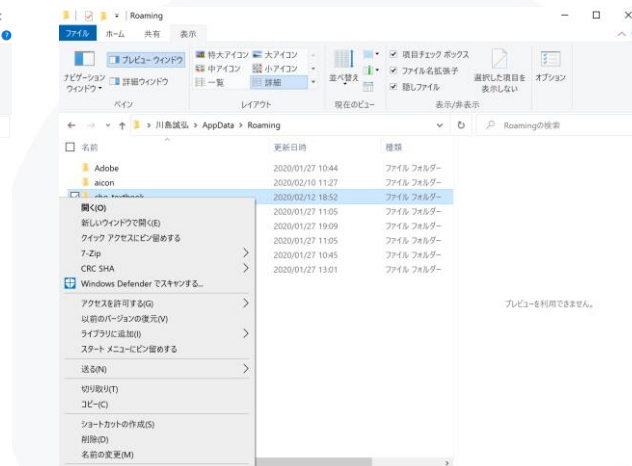 Roaming
ファイル ホーム 共有 表示
ナビゲーション ウィンドウ
プレビュー ウィンドウ
詳細ウィンドウ
特大アイコン 大アイコン
中アイコン 小アイコン
一覧 詳細
並べ替え
項目チェック ボックス
ファイル名拡張子
隠しファイル
選択した項目を
表示しない
オプション
ペイン レイアウト 現在のビュー 表示/非表示
川島誠弘 > AppData > Roaming
Roamingの検索
名前 更新日時 種類
Adobe 2020/01/27 10:44 ファイル フォルダー
aicon 2020/02/10 11:27 ファイル フォルダー
2020/02/12 18:52 ファイル フォルダー
開く(O) 2020/01/27 11:05 ファイル フォルダー
新しいウィンドウで開く(E) 2020/01/27 19:09 ファイル フォルダー
クイック アクセスにピン留めする 2020/01/27 11:05 ファイル フォルダー
7-Zip 2020/01/27 10:45 ファイル フォルダー
CRC SHA 2020/01/27 13:01 ファイル フォルダー
Windows Defender でスキャンする...
アクセスを許可する(G)
プレビューを利用できません。
以前のバージョンの復元(V)
ライブラリに追加(I)
スタート メニューにピン留めする
送る(N)
切り取り(T)
コピー(C)
ショートカットの作成(S)
削除(D)
名前の変更(M)